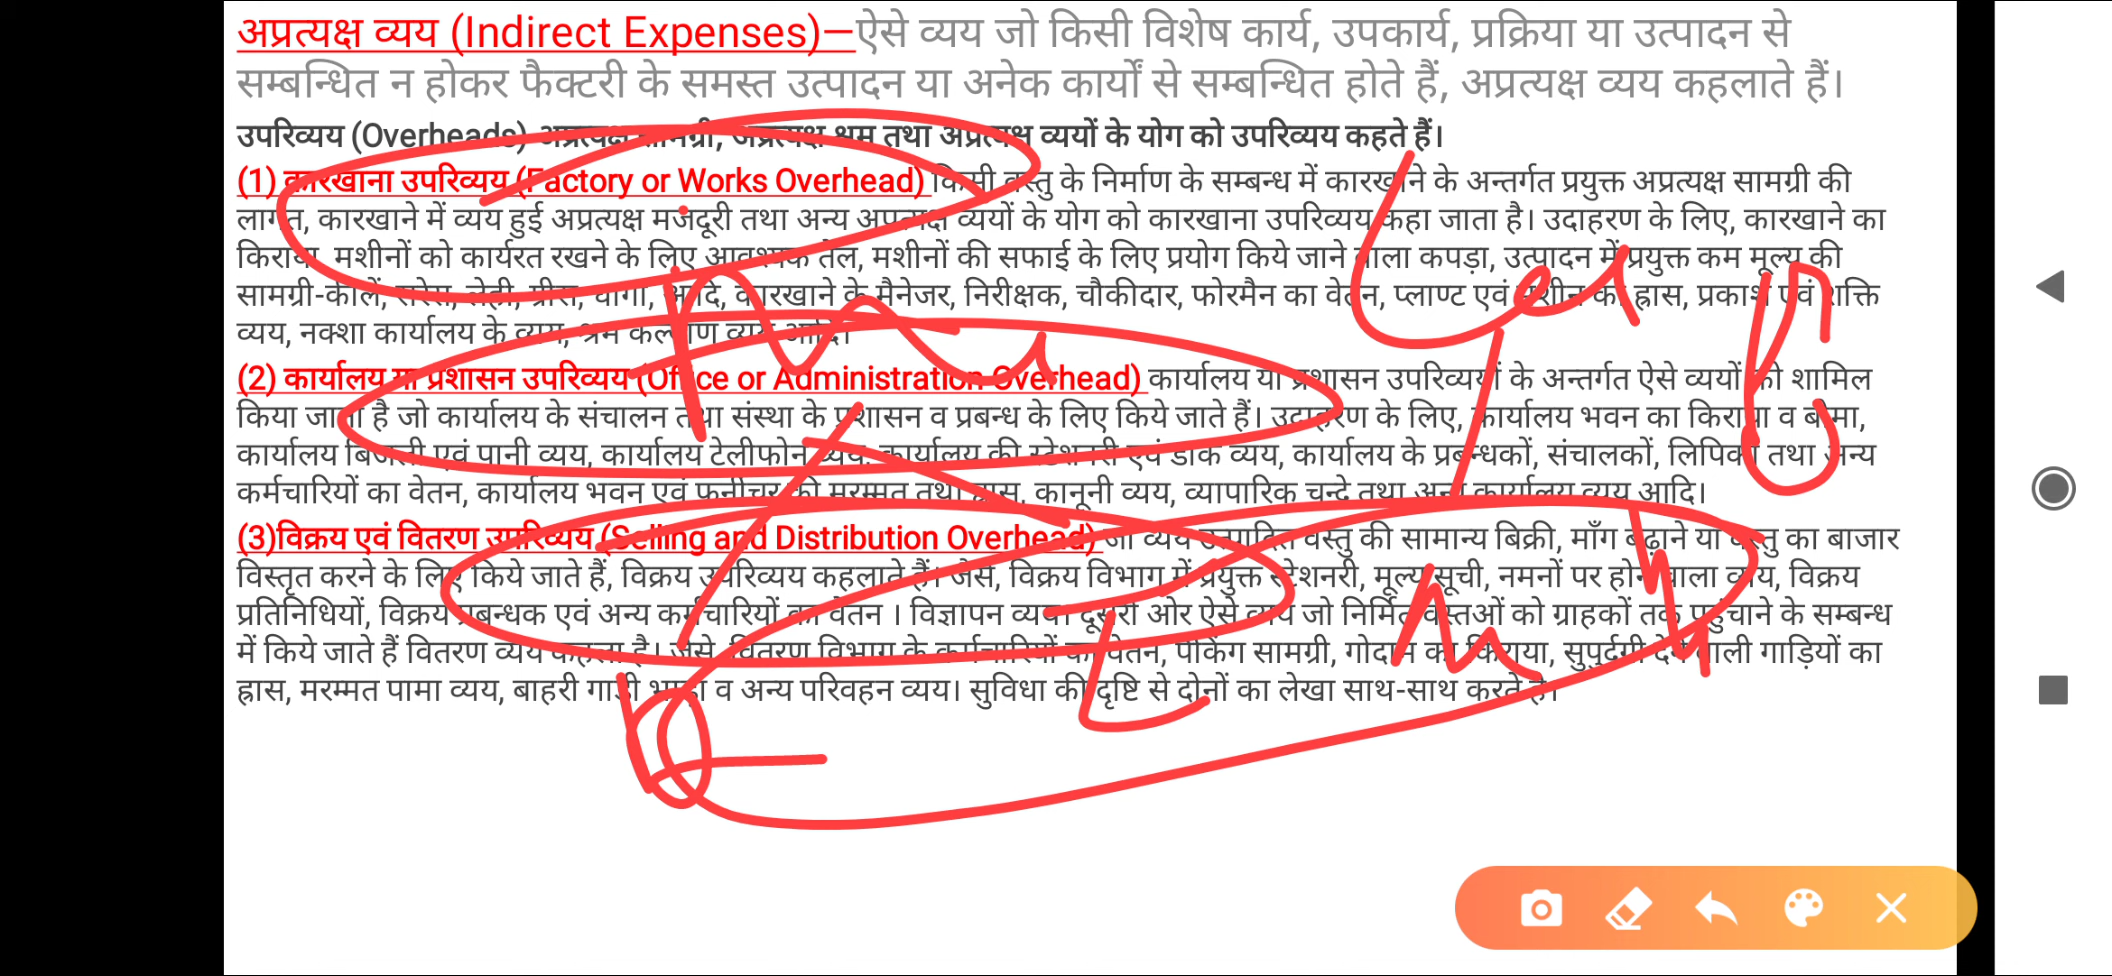 अप्रत्यक्ष व्यय (Indirect Expenses)—ऐसे व्यय जो किसी विशेष कार्य, उपकार्य, प्रक्रिया या उत्पादन से
सम्बन्धित न होकर फैक्टरी के समस्त उत्पादन या अनेक कार्यों से सम्बन्धित होते हैं, अप्रत्यक्ष व्यय कहलाते हैं।
उपरिव्यय (Overheads)-अप्रत्यक्ष सामग्री, अप्रत्यक्ष श्रम तथा अप्रत्यक्ष व्ययों के योग को उपरिव्यय कहते हैं।
(1) कारखाना उपरिव्यय (Factory or Works Overhead) किसी वस्तु के निर्माण के सम्बन्ध में कारखाने के अन्तर्गत प्रयुक्त अप्रत्यक्ष सामग्री की
लागत, कारखाने में व्यय हुई अप्रत्यक्ष मजदूरी तथा अन्य अप्रत्यक्ष व्ययों के योग को कारखाना उपरिव्यय कहा जाता है। उदाहरण के लिए, कारखाने का
किराया, मशीनों को कार्यरत रखने के लिए आवश्यक तेल, मशीनों की सफाई के लिए प्रयोग किये जाने वाला कपड़ा, उत्पादन में प्रयुक्त कम मूल्य की
सामग्री-कीलें, सरेस, लेही, ग्रीस, धागा, आदि, कारखाने के मैनेजर, निरीक्षक, चौकीदार, फोरमैन का वेतन, प्लाण्ट एवं मशीन का ह्रास, प्रकाश एवं शक्ति
व्यय, नक्शा कार्यालय के व्यय, श्रम कल्याण व्यय आदि।
(2) कार्यालय या प्रशासन उपरिव्यय (Office or Administration Overhead) कार्यालय या प्रशासन उपरिव्ययों के अन्तर्गत ऐसे व्ययों को शामिल
किया जाता है जो कार्यालय के संचालन तथा संस्था के प्रशासन व प्रबन्ध के लिए किये जाते हैं। उदाहरण के लिए, कार्यालय भवन का किराया व बीमा,
कार्यालय बिजली एवं पानी व्यय, कार्यालय टेलीफोन व्यय, कार्यालय की स्टेशनरी एवं डाक व्यय, कार्यालय के प्रबन्धकों, संचालकों, लिपिकों तथा अन्य
कर्मचारियों का वेतन, कार्यालय भवन एवं फर्नीचर की मरम्मत तथा ह्रास, कानूनी व्यय, व्यापारिक चन्दे तथा अन्य कार्यालय व्यय आदि।
(3)विक्रय एवं वितरण उपरिव्यय (Selling and Distribution Overhead) जो व्यय उत्पादित वस्तु की सामान्य बिक्री, माँग बढ़ाने या वस्तु का बाजार
विस्तृत करने के लिए किये जाते हैं, विक्रय उपरिव्यय कहलाते हैं। जैसे, विक्रय विभाग में प्रयुक्त स्टेशनरी, मूल्य सूची, नमनों पर होने वाला व्यय, विक्रय
प्रतिनिधियों, विक्रय प्रबन्धक एवं अन्य कर्मचारियों का वेतन । विज्ञापन व्यय। दूसरी ओर ऐसे व्यय जो निर्मित वस्तओं को ग्राहकों तक पहुंचाने के सम्बन्ध
में किये जाते हैं वितरण व्यय कहला है। जैसे, वितरण विभाग के कर्मचारियों का वेतन, पैकिंग सामग्री, गोदाम का किराया, सुपुर्दगी देने वाली गाड़ियों का
ह्रास, मरम्मत पामा व्यय, बाहरी गाड़ी भाड़ा व अन्य परिवहन व्यय। सुविधा की दृष्टि से दोनों का लेखा साथ-साथ करते है।